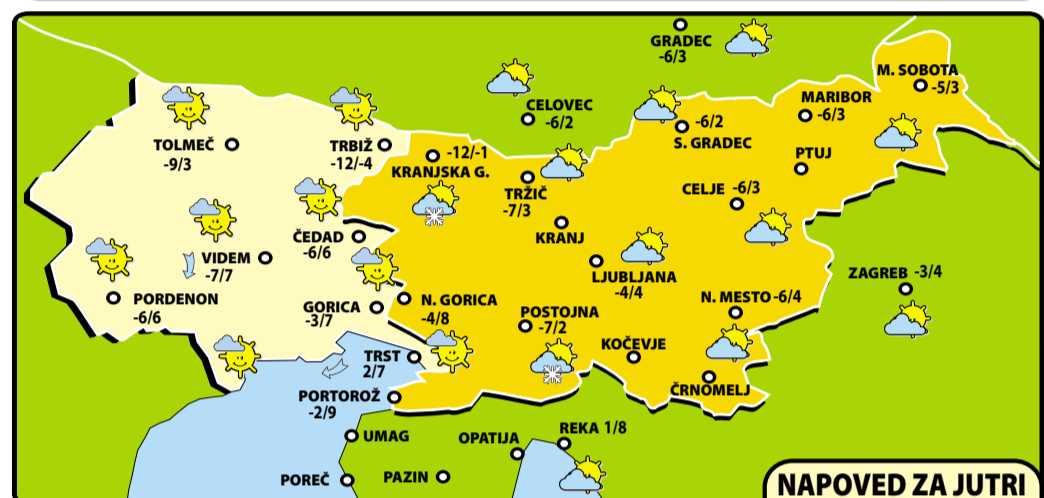 GRADEC
-6/3
M. SOBOTA
-5/3
CELOVEC
-6/2
MARIBOR
-6/3
-6/2
S. GRADEC
TOLMEČ
-9/3
TRBIŽ
-12/-4
-12/-1
KRANJSKA G.
PTUJ
TRŽIČ
-7/3
CELJE -6/3
KRANJ
ČEDAD
-6/6
VIDEM
-7/7
LJUBLJANA
-4/4
ZAGREB -3/4
PORDENON
-6/6
GORICA
-3/7
N. GORICA
-4/8
N. MESTO -6/4
POSTOJNA
-7/2
KOČEVJE
TRST
2/7
ČRNOMELJ
PORTOROŽ
-2/9
UMAG
OPATIJA
REKA 1/8
POREČ
PAZIN
NAPOVED ZA JUTRI